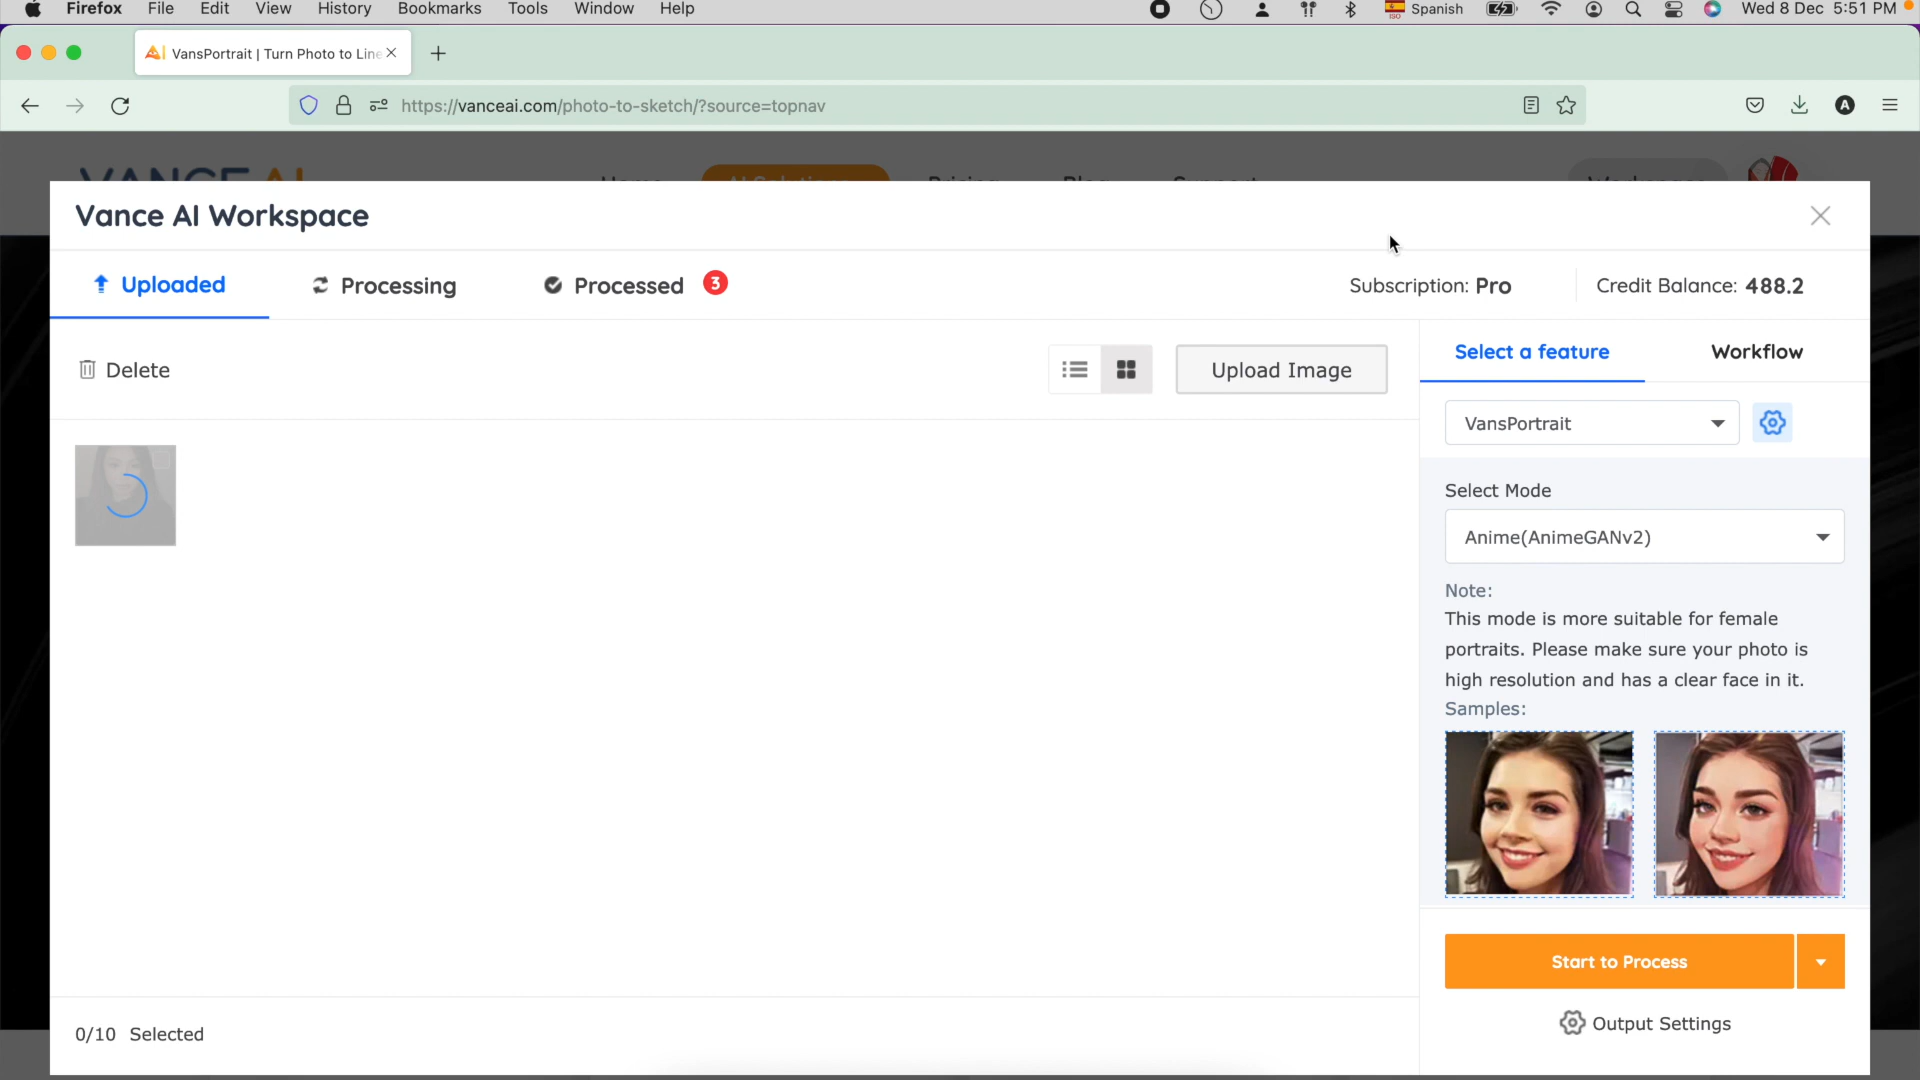 Firefox File Edit View History Bookmarks Tools Window Help ISO Spanish Wed 8 Dec 5:51 PM
VansPortrait | Turn Photo to Line
https://vanceai.com/photo-to-sketch/?source=topnav
A
VANCE AI Home AI Solutions Pricing Blog Support Workspace
Vance AI Workspace
Uploaded Processing Processed 3 Subscription: Pro Credit Balance: 488.2
Delete Upload Image
Select a feature Workflow
VansPortrait
Select Mode
Anime(AnimeGANv2)
Note:
This mode is more suitable for female
portraits. Please make sure your photo is
high resolution and has a clear face in it.
Samples:
Start to Process
Output Settings
0/10 Selected